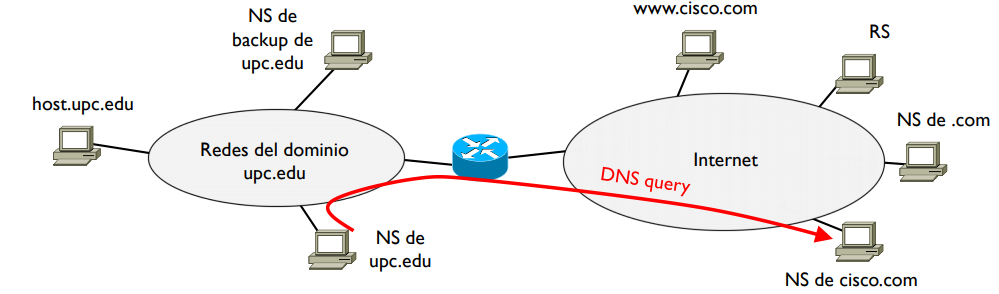 www.cisco.com
NS de
backup de
upc.edu
RS
host.upc.edu
NS de .com
Redes del dominio
upc.edu
Internet
DNS query
NS de
upc.edu
NS de cisco.com